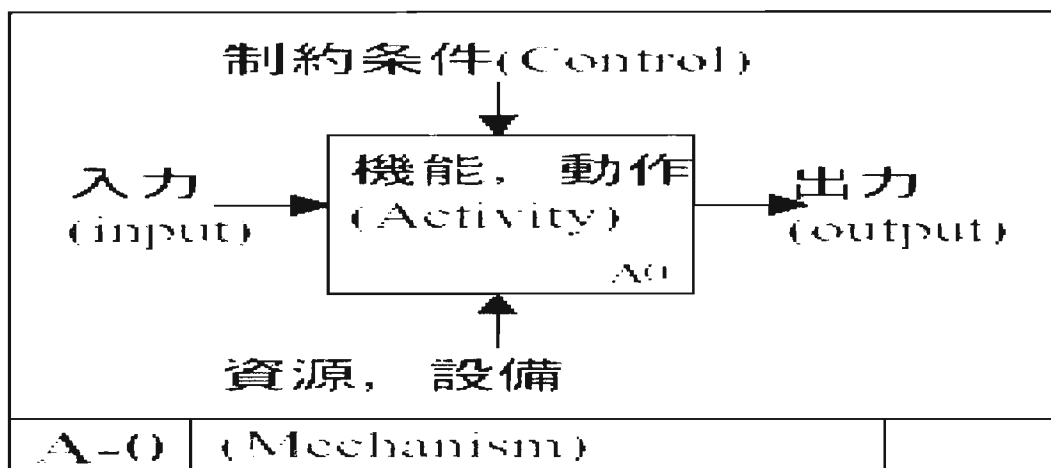 制約条件(Control)
入力
(input)
機能，動作
(Activity)
A0
出力
(output)
資源，設備
A-0
(Mechanism)